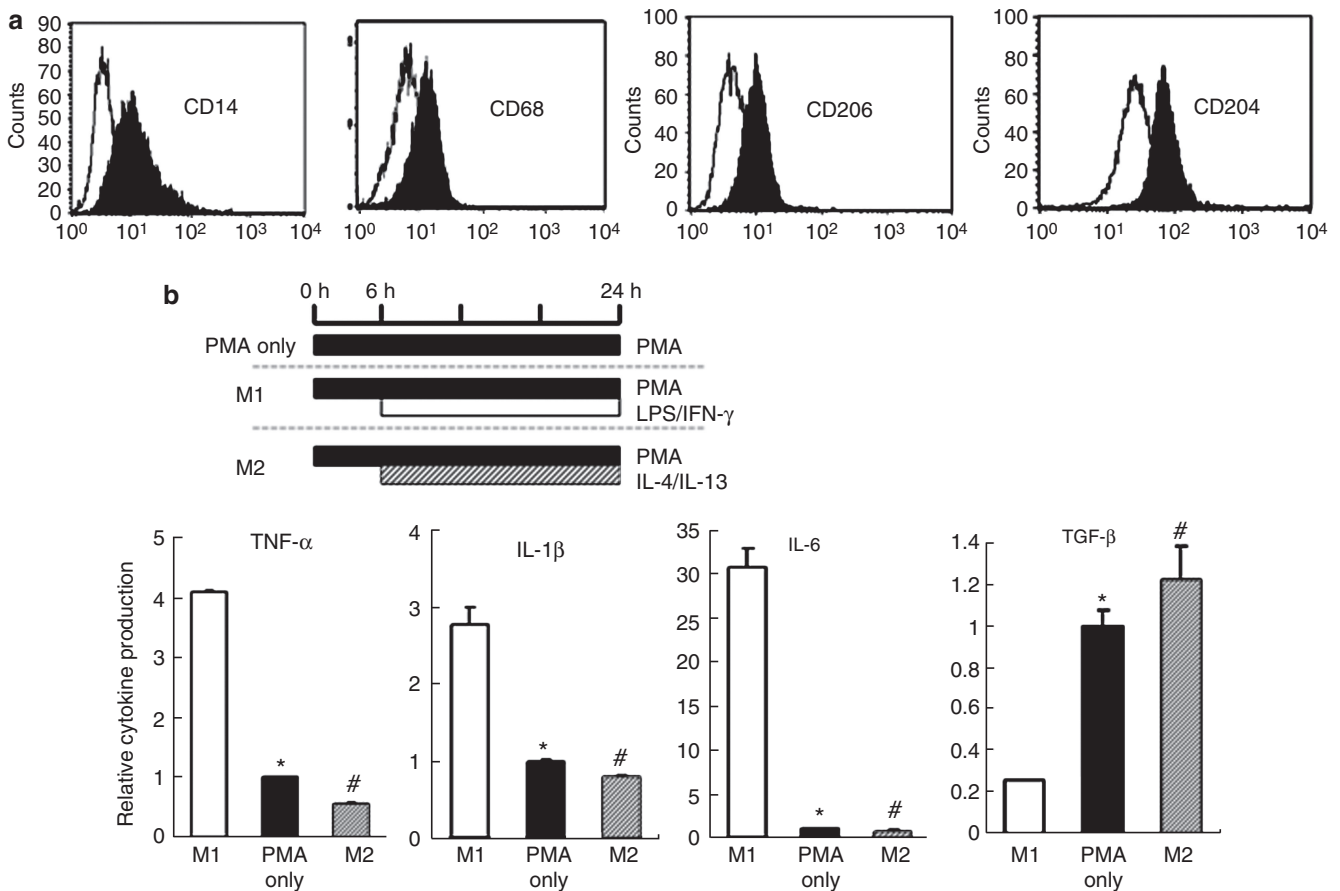 a
90
80
70
60
50
40
30
20
10
0
Counts
CD14
10⁰ 10¹ 10² 10³ 10⁴
CD68
10⁰ 10¹ 10² 10³ 10⁴
100
80
60
40
20
0
Counts
CD206
10⁰ 10¹ 10² 10³ 10⁴
100
80
60
40
20
0
Counts
CD204
10⁰ 10¹ 10² 10³ 10⁴
b
0 h 6 h 24 h
PMA only PMA
M1 PMA
LPS/IFN-γ
M2 PMA
IL-4/IL-13
Relative cytokine production
TNF-α
5
4
3
2
1
0
* #
M1 PMA only M2
IL-1β
4
3
2
1
0
* #
M1 PMA only M2
IL-6
35
30
25
20
15
10
5
0
* #
M1 PMA only M2
TGF-β
1.4
1.2
1
0.8
0.6
0.4
0.2
0
* #
M1 PMA only M2